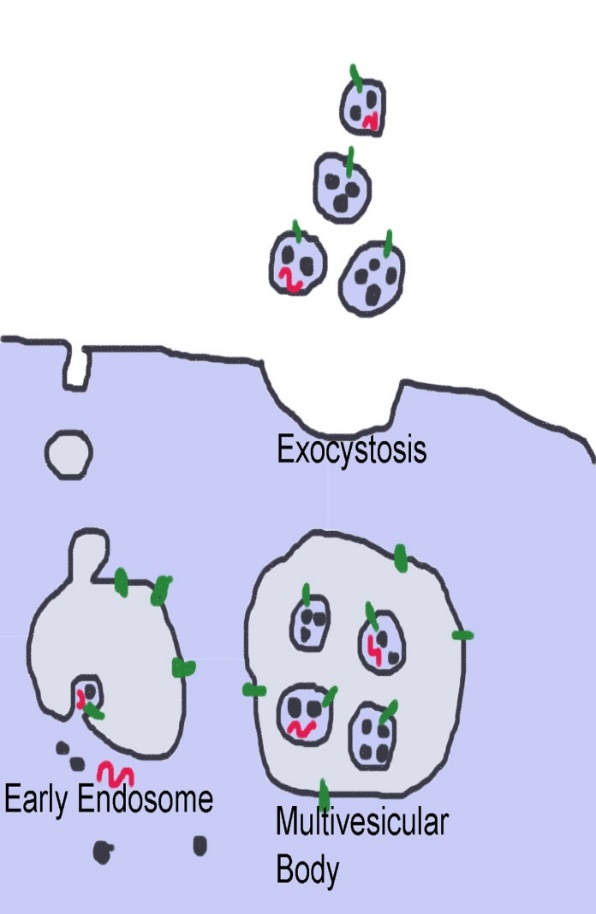 Exocystosis
Early Endosome
Multivesicular
Body